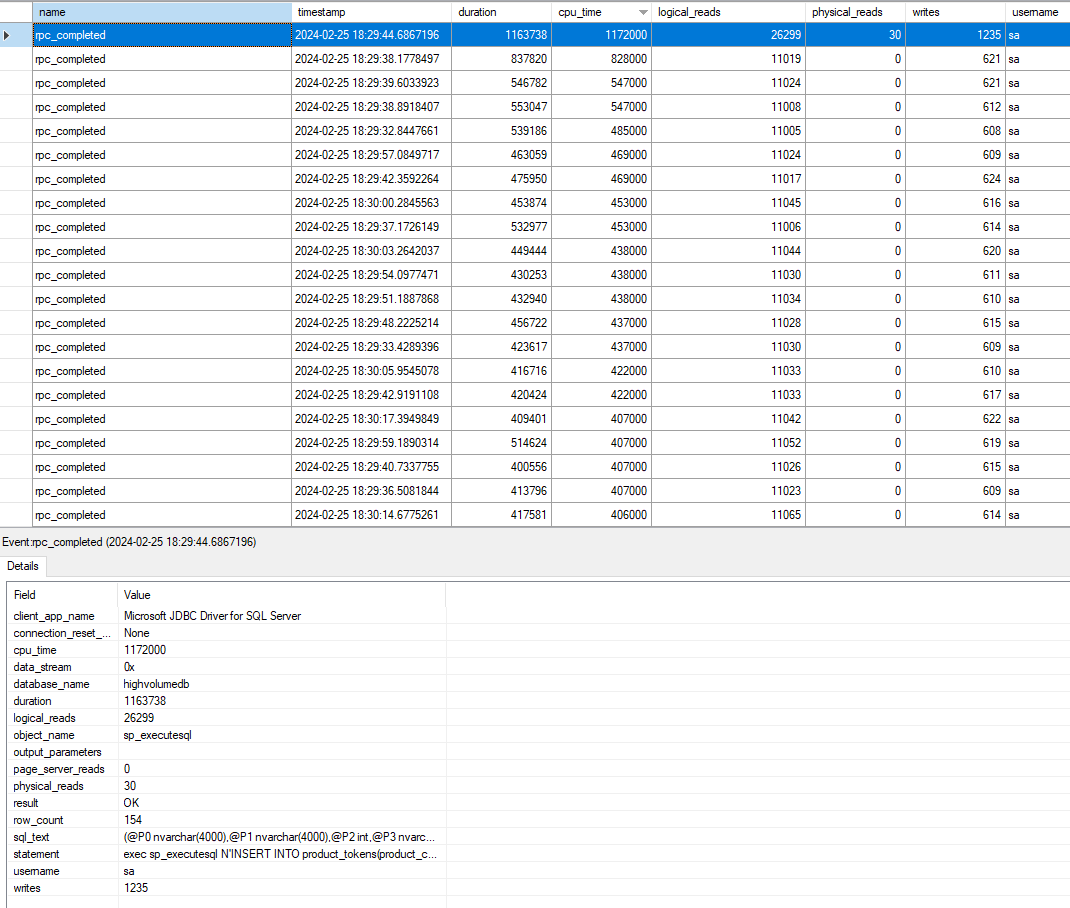 name timestamp duration cpu_time logical_reads physical_reads writes username
rpc_completed 2024-02-25 18:29:44.6867196 1163738 1172000 26299 30 1235 sa
rpc_completed 2024-02-25 18:29:38.1778497 837820 828000 11019 0 621 sa
rpc_completed 2024-02-25 18:29:39.6033923 546782 547000 11024 0 621 sa
rpc_completed 2024-02-25 18:29:38.8918407 553047 547000 11008 0 612 sa
rpc_completed 2024-02-25 18:29:32.8447661 539186 485000 11005 0 608 sa
rpc_completed 2024-02-25 18:29:57.0849717 463059 469000 11024 0 609 sa
rpc_completed 2024-02-25 18:29:42.3592264 475950 469000 11017 0 624 sa
rpc_completed 2024-02-25 18:30:00.2845563 453874 453000 11045 0 616 sa
rpc_completed 2024-02-25 18:29:37.1726149 532977 453000 11006 0 614 sa
rpc_completed 2024-02-25 18:30:03.2642037 449444 438000 11044 0 620 sa
rpc_completed 2024-02-25 18:29:54.0977471 430253 438000 11030 0 611 sa
rpc_completed 2024-02-25 18:29:51.1887868 432940 438000 11034 0 610 sa
rpc_completed 2024-02-25 18:29:48.2225214 456722 437000 11028 0 615 sa
rpc_completed 2024-02-25 18:29:33.4289396 423617 437000 11030 0 609 sa
rpc_completed 2024-02-25 18:30:05.9545078 416716 422000 11033 0 610 sa
rpc_completed 2024-02-25 18:29:42.9191108 420424 422000 11033 0 617 sa
rpc_completed 2024-02-25 18:30:17.3949849 409401 407000 11042 0 622 sa
rpc_completed 2024-02-25 18:29:59.1890314 514624 407000 11052 0 619 sa
rpc_completed 2024-02-25 18:29:40.7337755 400556 407000 11026 0 615 sa
rpc_completed 2024-02-25 18:29:36.5081844 413796 407000 11023 0 609 sa
rpc_completed 2024-02-25 18:30:14.6775261 417581 406000 11065 0 614 sa
Event:rpc_completed (2024-02-25 18:29:44.6867196)
Details
Field Value
client_app_name Microsoft JDBC Driver for SQL Server
connection_reset_... None
cpu_time 1172000
data_stream 0x
database_name highvolumedb
duration 1163738
logical_reads 26299
object_name sp_executesql
output_parameters
page_server_reads 0
physical_reads 30
result OK
row_count 154
sql_text (@P0 nvarchar(4000),@P1 nvarchar(4000),@P2 int,@P3 nvarc...
statement exec sp_executesql N'INSERT INTO product_tokens(product_c...
username sa
writes 1235